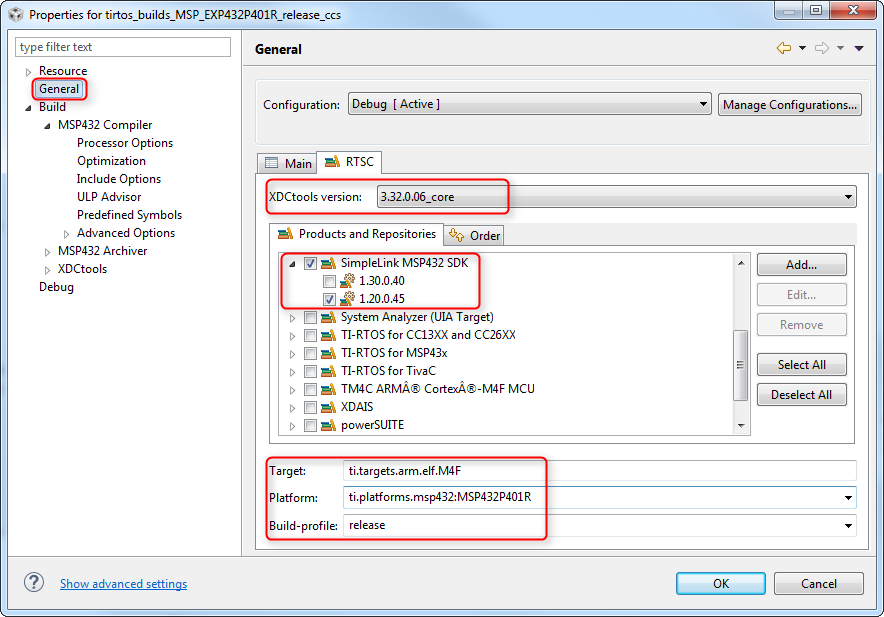 Properties for tirtos_builds_MSP_EXP432P401R_release_ccs
type filter text
Resource
General
Build
MSP432 Compiler
Processor Options
Optimization
Include Options
ULP Advisor
Predefined Symbols
Advanced Options
MSP432 Archiver
XDCtools
Debug
General
Configuration: Debug [ Active ] Manage Configurations...
Main RTSC
XDCtools version: 3.32.0.06_core
Products and Repositories Order
SimpleLink MSP432 SDK
1.30.0.40
1.20.0.45
System Analyzer (UIA Target)
TI-RTOS for CC13XX and CC26XX
TI-RTOS for MSP43x
TI-RTOS for TivaC
TM4C ARMÂ® CortexÂ®-M4F MCU
XDAIS
powerSUITE
Add...
Edit...
Remove
Select All
Deselect All
Target: ti.targets.arm.elf.M4F
Platform: ti.platforms.msp432:MSP432P401R
Build-profile: release
? Show advanced settings
OK Cancel